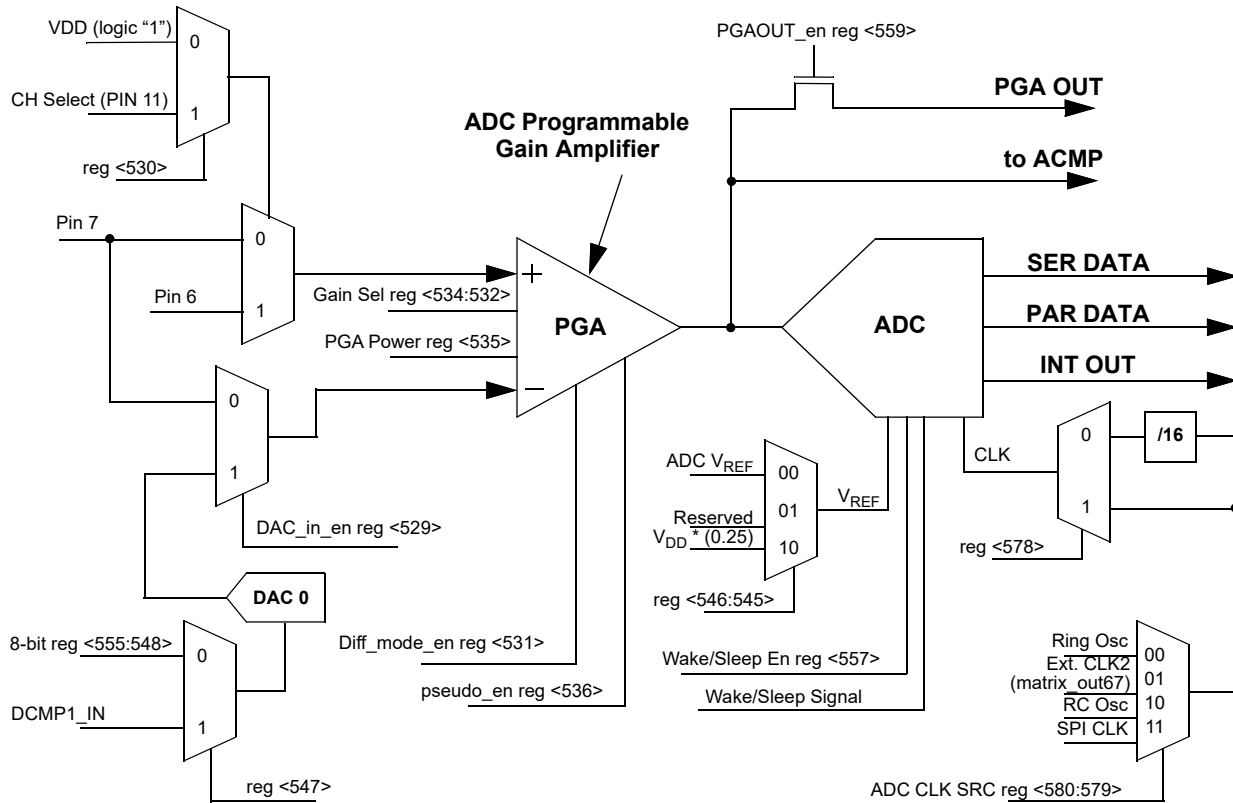 VDD (logic “1”)
0
CH Select (PIN 11)
1
reg <530>
PGAOUT_en reg <559>
PGA OUT
to ACMP
ADC Programmable
Gain Amplifier
Pin 7
0
Pin 6
1
+
Gain Sel reg <534:532>
PGA
PGA Power reg <535>
−
ADC
SER DATA
PAR DATA
INT OUT
0
1
DAC_in_en reg <529>
DAC 0
8-bit reg <555:548>
0
DCMP1_IN
1
reg <547>
Diff_mode_en reg <531>
pseudo_en reg <536>
ADC VREF
00
Reserved
01
VDD * (0.25)
10
VREF
reg <546:545>
Wake/Sleep En reg <557>
Wake/Sleep Signal
CLK
0
/16
1
reg <578>
Ring Osc
00
Ext. CLK2
(matrix_out67)
01
RC Osc
10
SPI CLK
11
ADC CLK SRC reg <580:579>